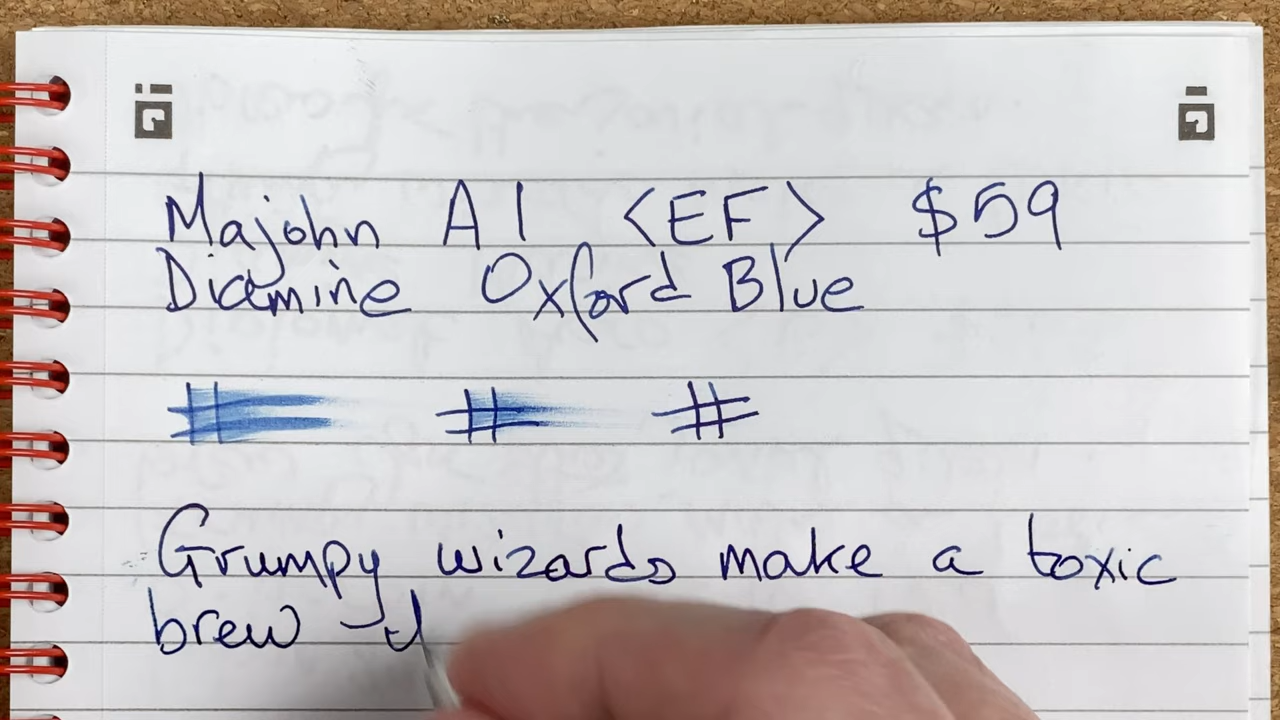 Majohn A1 <EF> $59
Diamine Oxford Blue
# # #
Grumpy wizards make a toxic
brew